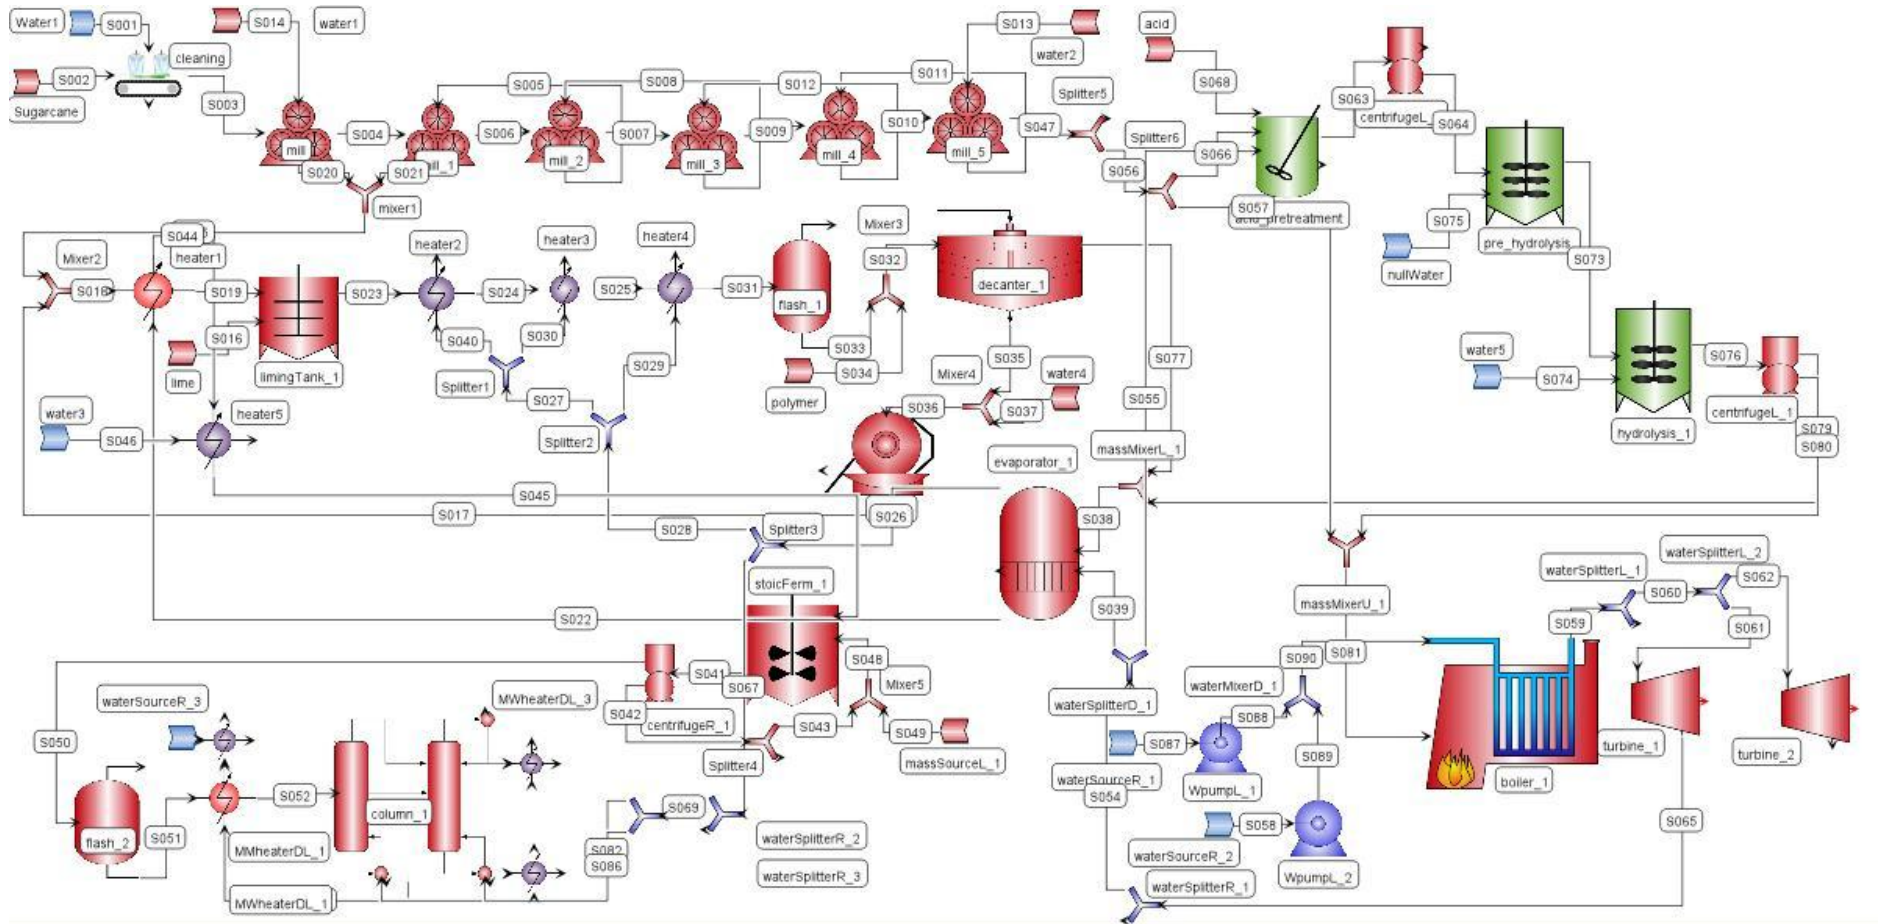 Water1
S001
S014
water1
S013
water2
acid
cleaning
S002
Sugarcane
S003
S005
S008
S012
S011
Splitter5
S068
S063
centrifugeL_
S064
mill
S004
mill_1
S006
mill_2
S007
mill_3
S009
mill_4
S010
mill_5
S047
Splitter6
S066
S056
S057
acid_pretreatment
S020
S021
mixer1
S075
nullWater
pre_hydrolysis
S073
Mixer2
S044
heater1
heater2
heater3
heater4
Mixer3
S032
decanter_1
S018
S019
S023
S024
S025
S031
flash_1
S016
lime
limingTank_1
S040
S030
Splitter1
S029
S033
S034
polymer
S035
S077
water5
S074
S076
hydrolysis_1
centrifugeL_1
S079
S080
water3
S046
heater5
S027
Splitter2
Mixer4
water4
S036
S037
S055
massMixerL_1
evaporator_1
S045
S017
S028
S026
Splitter3
S038
S039
stoicFerm_1
S022
massMixerU_1
waterSplitterL_1
waterSplitterL_2
S059
S060
S062
S061
S041
S067
S048
Mixer5
S042
centrifugeR_1
S043
S049
massSourceL_1
Splitter4
waterSplitterD_1
waterMixerD_1
S090
S081
S088
S087
WpumpL_1
S089
waterSourceR_1
S054
S058
waterSourceR_2
WpumpL_2
waterSplitterR_1
boiler_1
turbine_1
turbine_2
S065
waterSourceR_3
S050
MWheaterDL_3
S052
column_1
S051
flash_2
MMheaterDL_1
MWheaterDL_1
S069
S082
S086
waterSplitterR_2
waterSplitterR_3